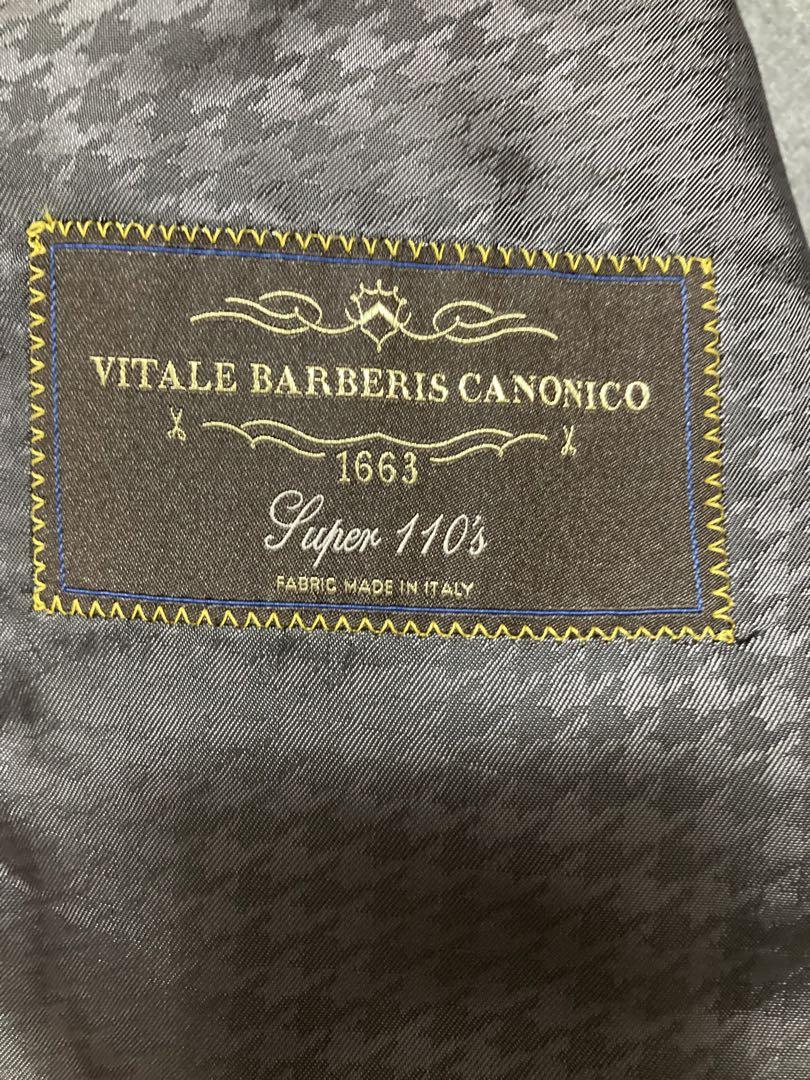 VITALE BARBERIS CANONICO
1663
Super 110's
FABRIC MADE IN ITALY